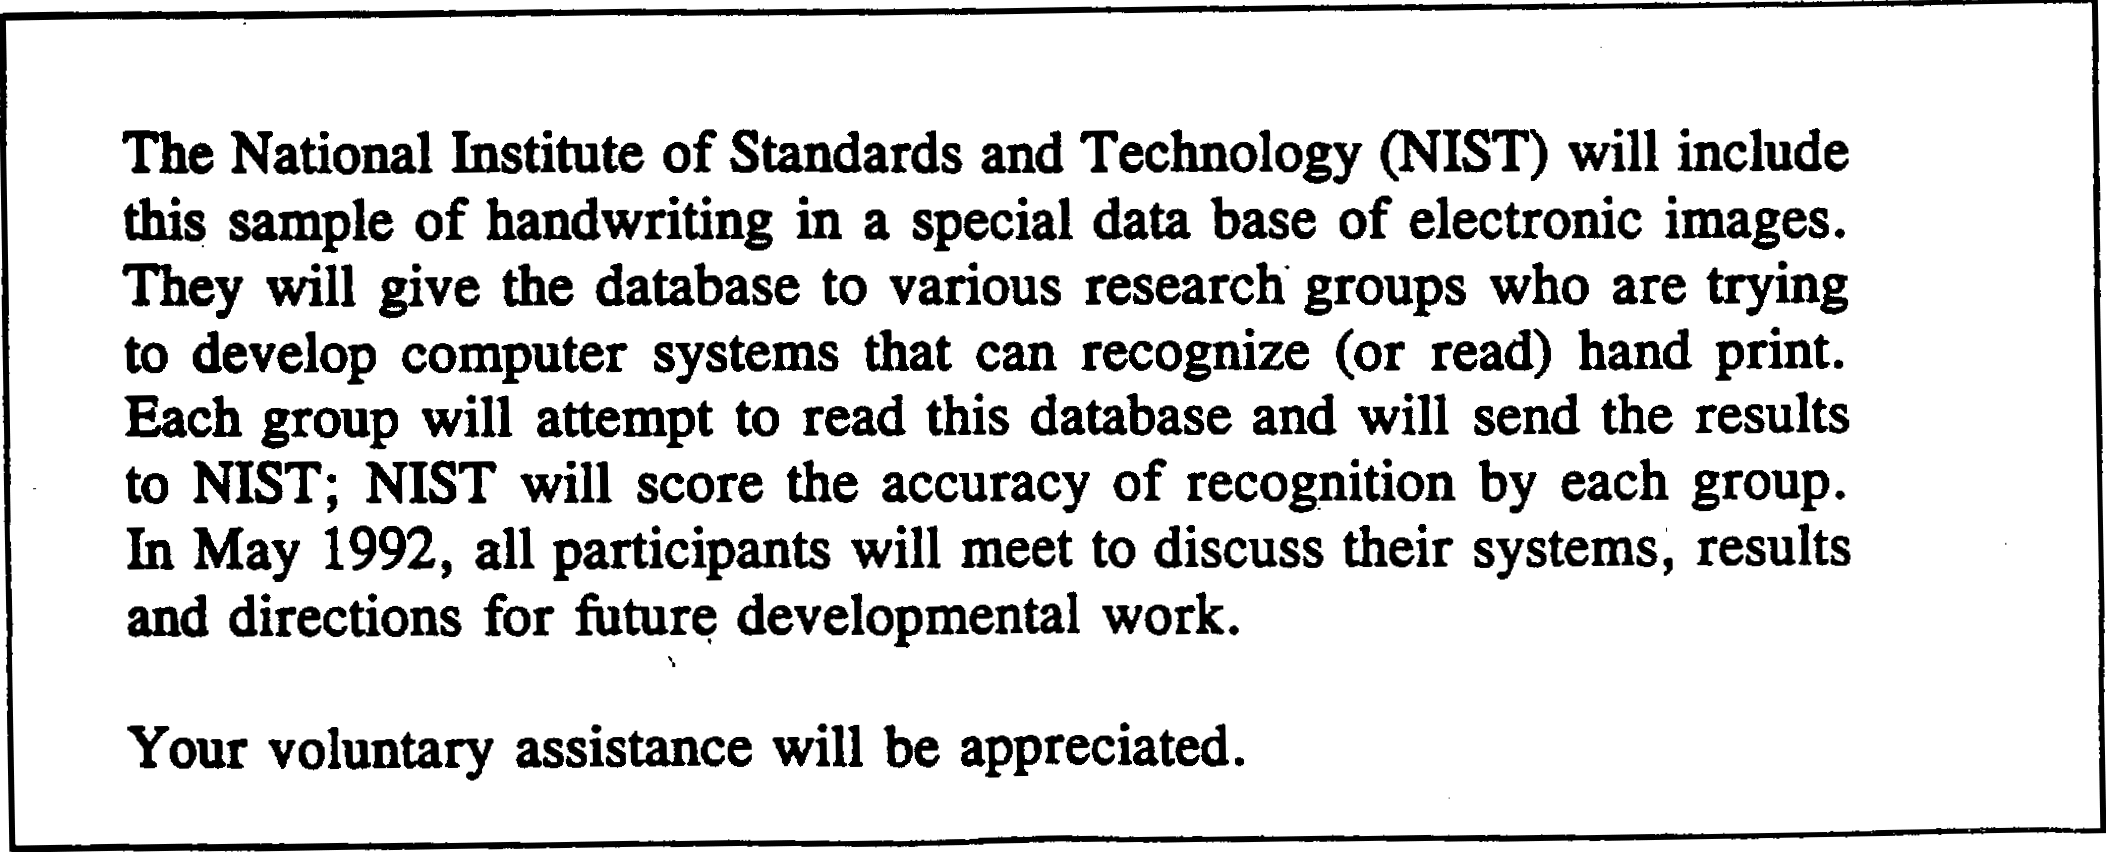 The National Institute of Standards and Technology (NIST) will include
this sample of handwriting in a special data base of electronic images.
They will give the database to various research groups who are trying
to develop computer systems that can recognize (or read) hand print.
Each group will attempt to read this database and will send the results
to NIST; NIST will score the accuracy of recognition by each group.
In May 1992, all participants will meet to discuss their systems, results
and directions for future developmental work.
Your voluntary assistance will be appreciated.